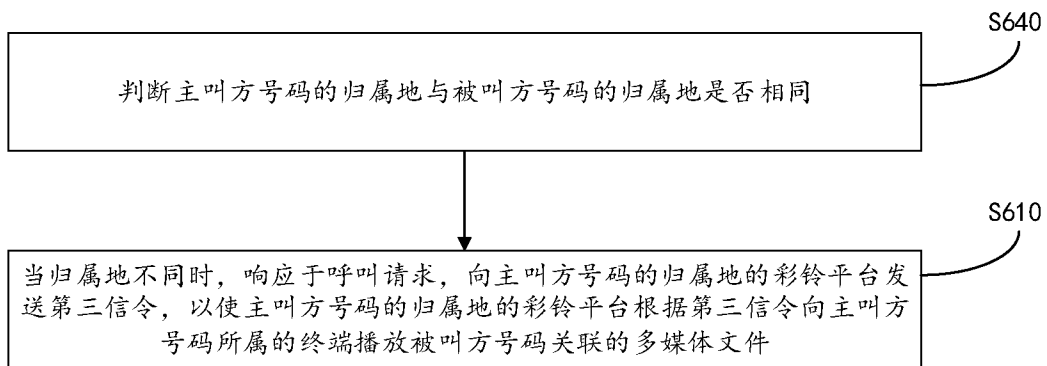 S640
判断主叫方号码的归属地与被叫方号码的归属地是否相同
S610
当归属地不同时，响应于呼叫请求，向主叫方号码的归属地的彩铃平台发
送第三信令，以使主叫方号码的归属地的彩铃平台根据第三信令向主叫方
号码所属的终端播放被叫方号码关联的多媒体文件